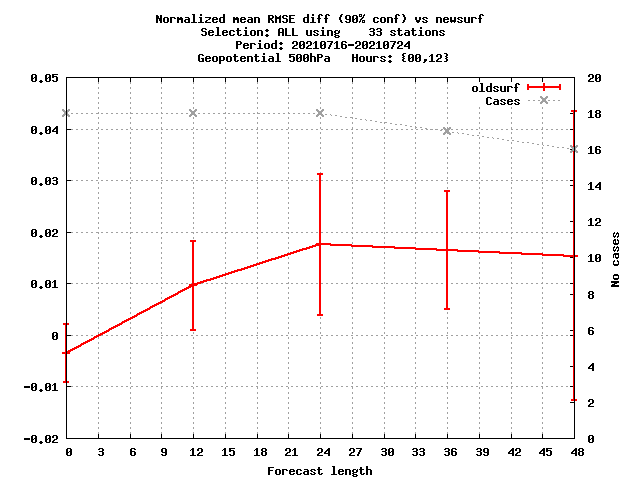 Normalized mean RMSE diff (90% conf) vs newsurf
Selection: ALL using    33 stations
Period: 20210716-20210724
Geopotential 500hPa   Hours: {00,12}
oldsurf
Cases
0.05
0.04
0.03
0.02
0.01
0
-0.01
-0.02
20
18
16
14
12
10
8
6
4
2
0
No cases
0 3 6 9 12 15 18 21 24 27 30 33 36 39 42 45 48
Forecast length